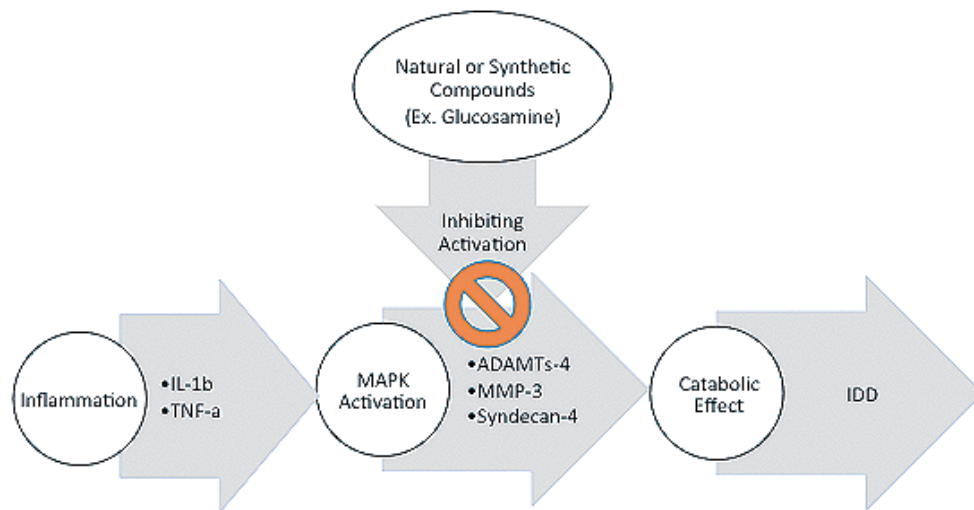 Natural or Synthetic
Compounds
(Ex. Glucosamine)
Inhibiting
Activation
Inflammation
•IL-1b
•TNF-a
MAPK
Activation
•ADAMTs-4
•MMP-3
•Syndecan-4
Catabolic
Effect
IDD